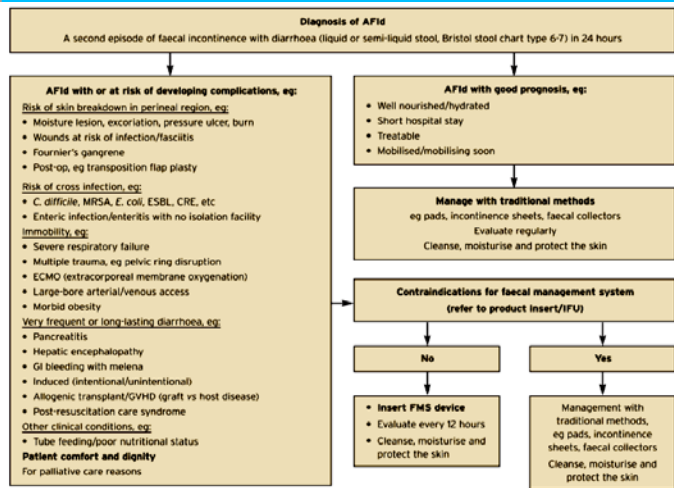 Diagnosis of AFId
A second episode of faecal incontinence with diarrhoea (liquid or semi-liquid stool, Bristol stool chart type 6-7) in 24 hours
AFId with or at risk of developing complications, eg:
Risk of skin breakdown in perineal region, eg:
• Moisture lesion, excoriation, pressure ulcer, burn
• Wounds at risk of infection/fasciitis
• Fournier's gangrene
• Post-op, eg transposition flap plasty
Risk of cross infection, eg:
• C. difficile, MRSA, E. coli, ESBL, CRE, etc
• Enteric infection/enteritis with no isolation facility
Immobility, eg:
• Severe respiratory failure
• Multiple trauma, eg pelvic ring disruption
• ECMO (extracorporeal membrane oxygenation)
• Large-bore arterial/venous access
• Morbid obesity
Very frequent or long-lasting diarrhoea, eg:
• Pancreatitis
• Hepatic encephalopathy
• GI bleeding with melena
• Induced (intentional/unintentional)
• Allogenic transplant/GVHD (graft vs host disease)
• Post-resuscitation care syndrome
Other clinical conditions, eg:
• Tube feeding/poor nutritional status
Patient comfort and dignity
For palliative care reasons
AFId with good prognosis, eg:
• Well nourished/hydrated
• Short hospital stay
• Treatable
• Mobilised/mobilising soon
Manage with traditional methods
eg pads, incontinence sheets, faecal collectors
Evaluate regularly
Cleanse, moisturise and protect the skin
Contraindications for faecal management system
(refer to product insert/IFU)
No
• Insert FMS device
• Evaluate every 12 hours
• Cleanse, moisturise and
protect the skin
Yes
Management with
traditional methods,
eg pads, incontinence
sheets, faecal collectors
Cleanse, moisturise and
protect the skin